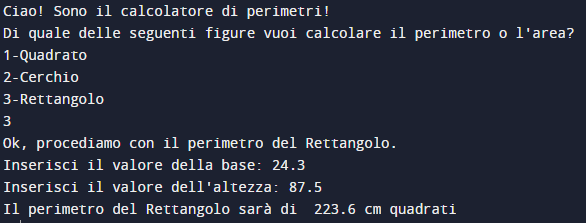 Ciao! Sono il calcolatore di perimetri!
Di quale delle seguenti figure vuoi calcolare il perimetro o l'area?
1-Quadrato
2-Cerchio
3-Rettangolo
3
Ok, procediamo con il perimetro del Rettangolo.
Inserisci il valore della base: 24.3
Inserisci il valore dell'altezza: 87.5
Il perimetro del Rettangolo sarà di  223.6 cm quadrati